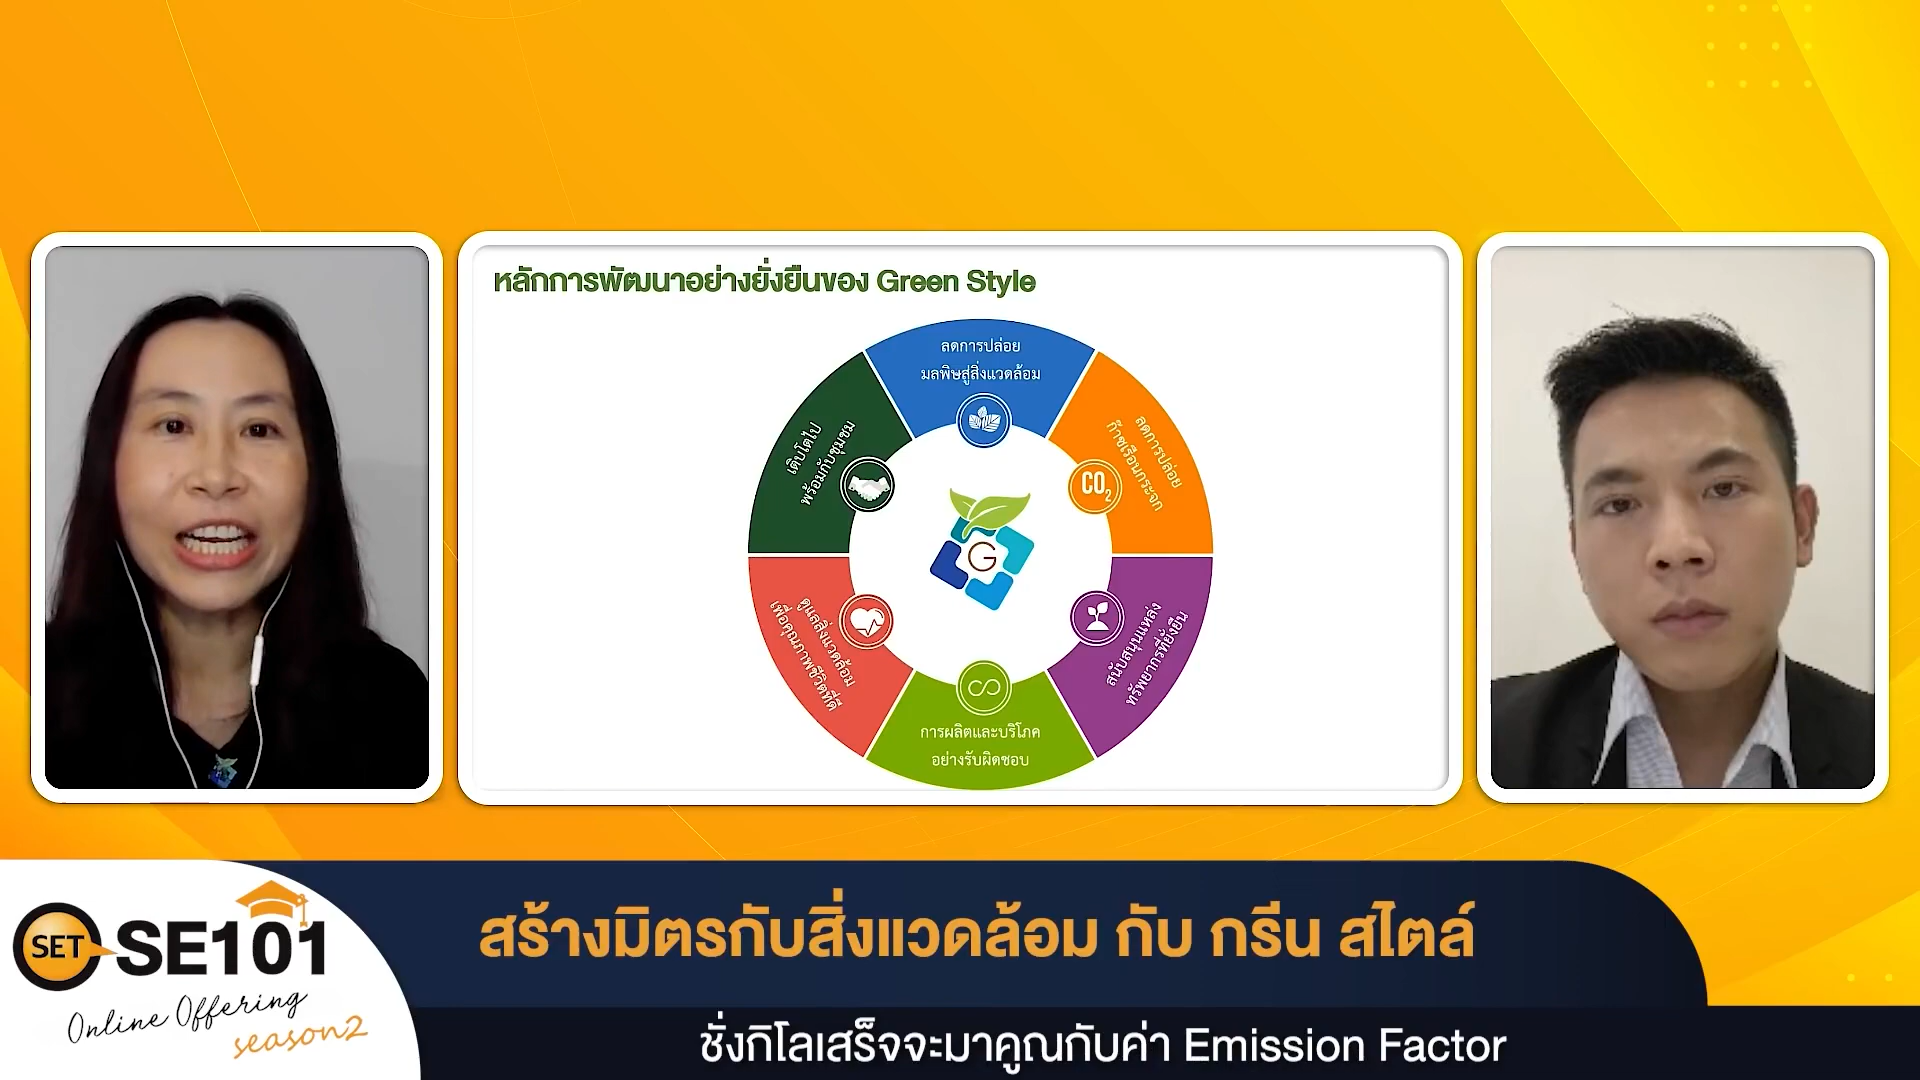 หลักการพัฒนาอย่างยั่งยืนของ Green Style
ลดการปล่อย
มลพิษสู่สิ่งแวดล้อม
ลดการปล่อย
ก๊าซเรือนกระจก
CO2
สนับสนุนแหล่ง
ทรัพยากรที่ยั่งยืน
การผลิตและบริโภค
อย่างรับผิดชอบ
ดูแลสิ่งแวดล้อม
เพื่อคุณภาพชีวิตที่ดี
เติบโตไป
พร้อมกับชุมชม
G
สร้างมิตรกับสิ่งแวดล้อม กับ กรีน สไตล์
SET SE101
Online Offering
season2
ชั่งกิโลเสร็จจะมาคูณกับค่า Emission Factor